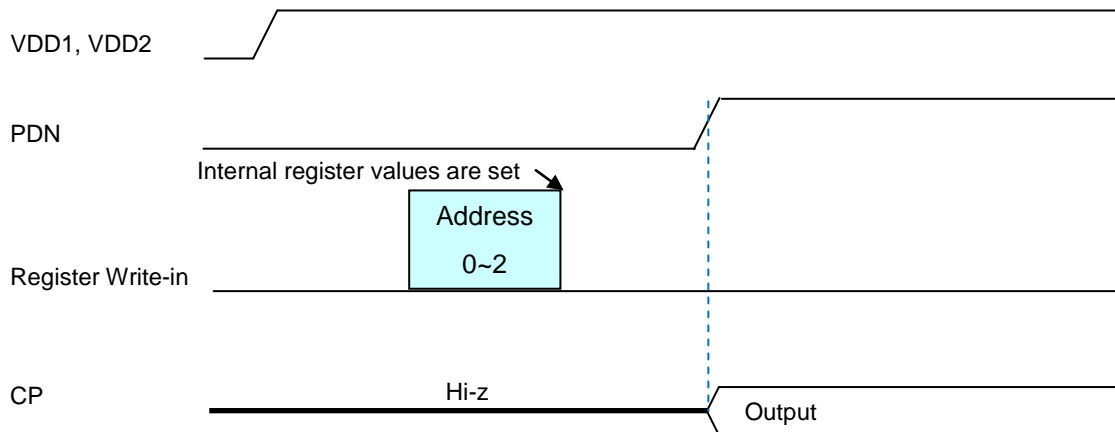 VDD1, VDD2
PDN
Internal register values are set
Address
0~2
Register Write-in
Hi-z
CP
Output